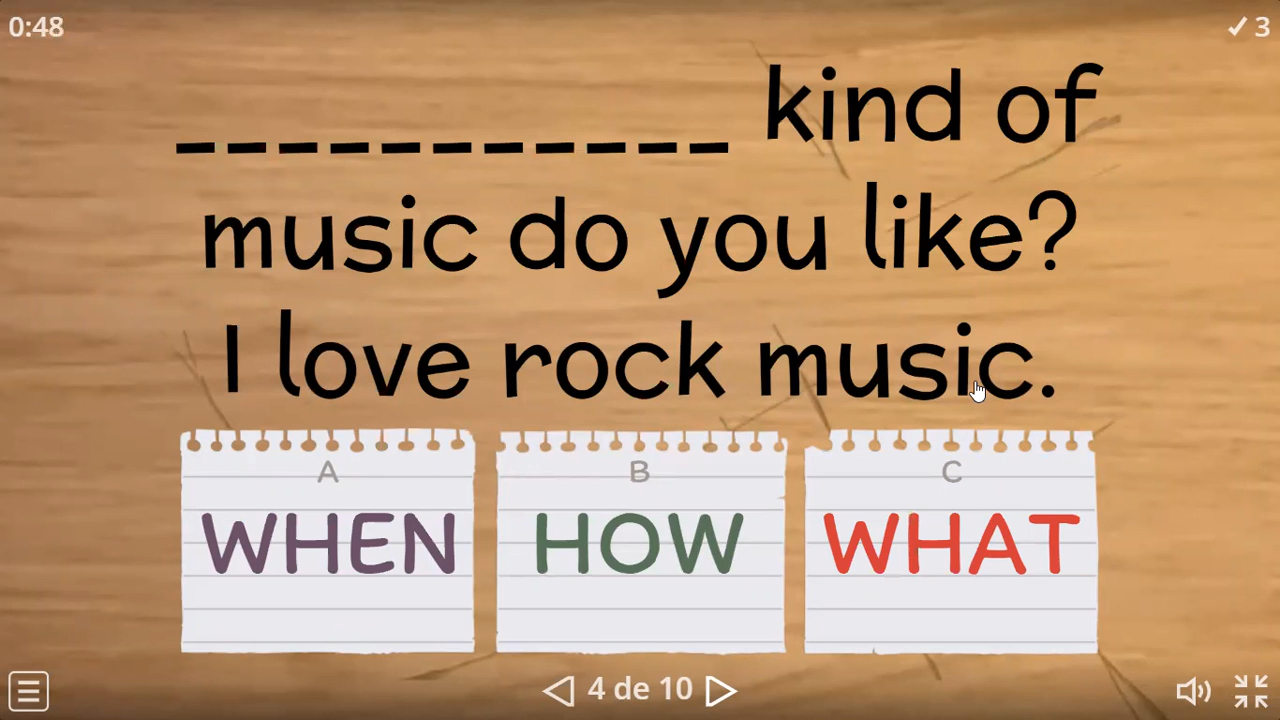 0:48
✓ 3
___________ kind of
music do you like?
I love rock music.
A
WHEN
B
HOW
C
WHAT
4 de 10